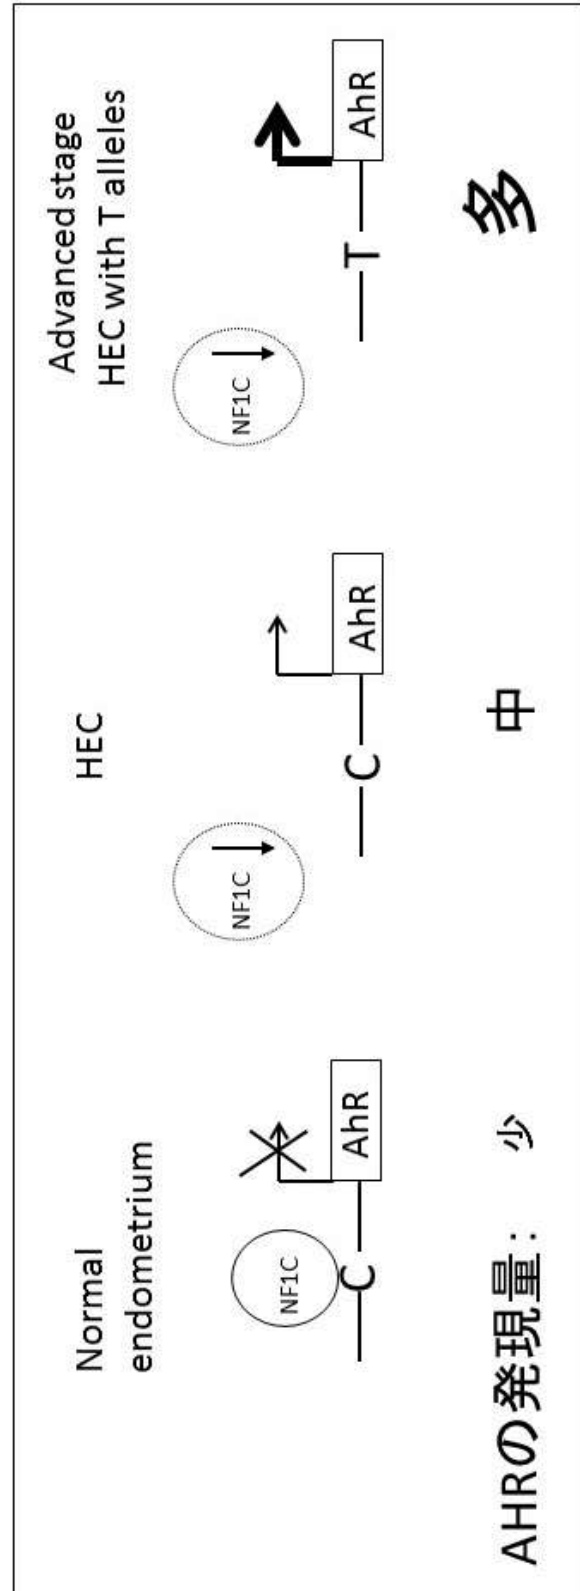 Normal
endometrium
HEC
Advanced stage
HEC with T alleles
NF1C
NF1C
NF1C
C
AhR
C
AhR
T
AhR
AHRの発現量: 少
中
多